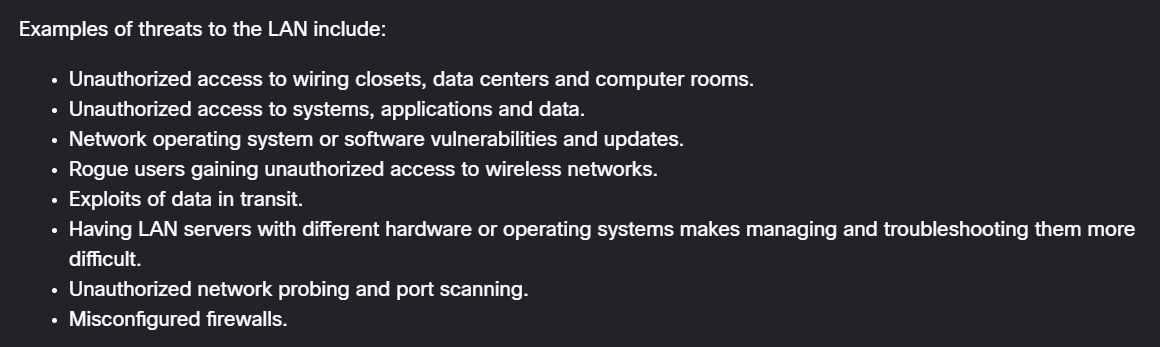 Examples of threats to the LAN include:
• Unauthorized access to wiring closets, data centers and computer rooms.
• Unauthorized access to systems, applications and data.
• Network operating system or software vulnerabilities and updates.
• Rogue users gaining unauthorized access to wireless networks.
• Exploits of data in transit.
• Having LAN servers with different hardware or operating systems makes managing and troubleshooting them more
difficult.
• Unauthorized network probing and port scanning.
• Misconfigured firewalls.